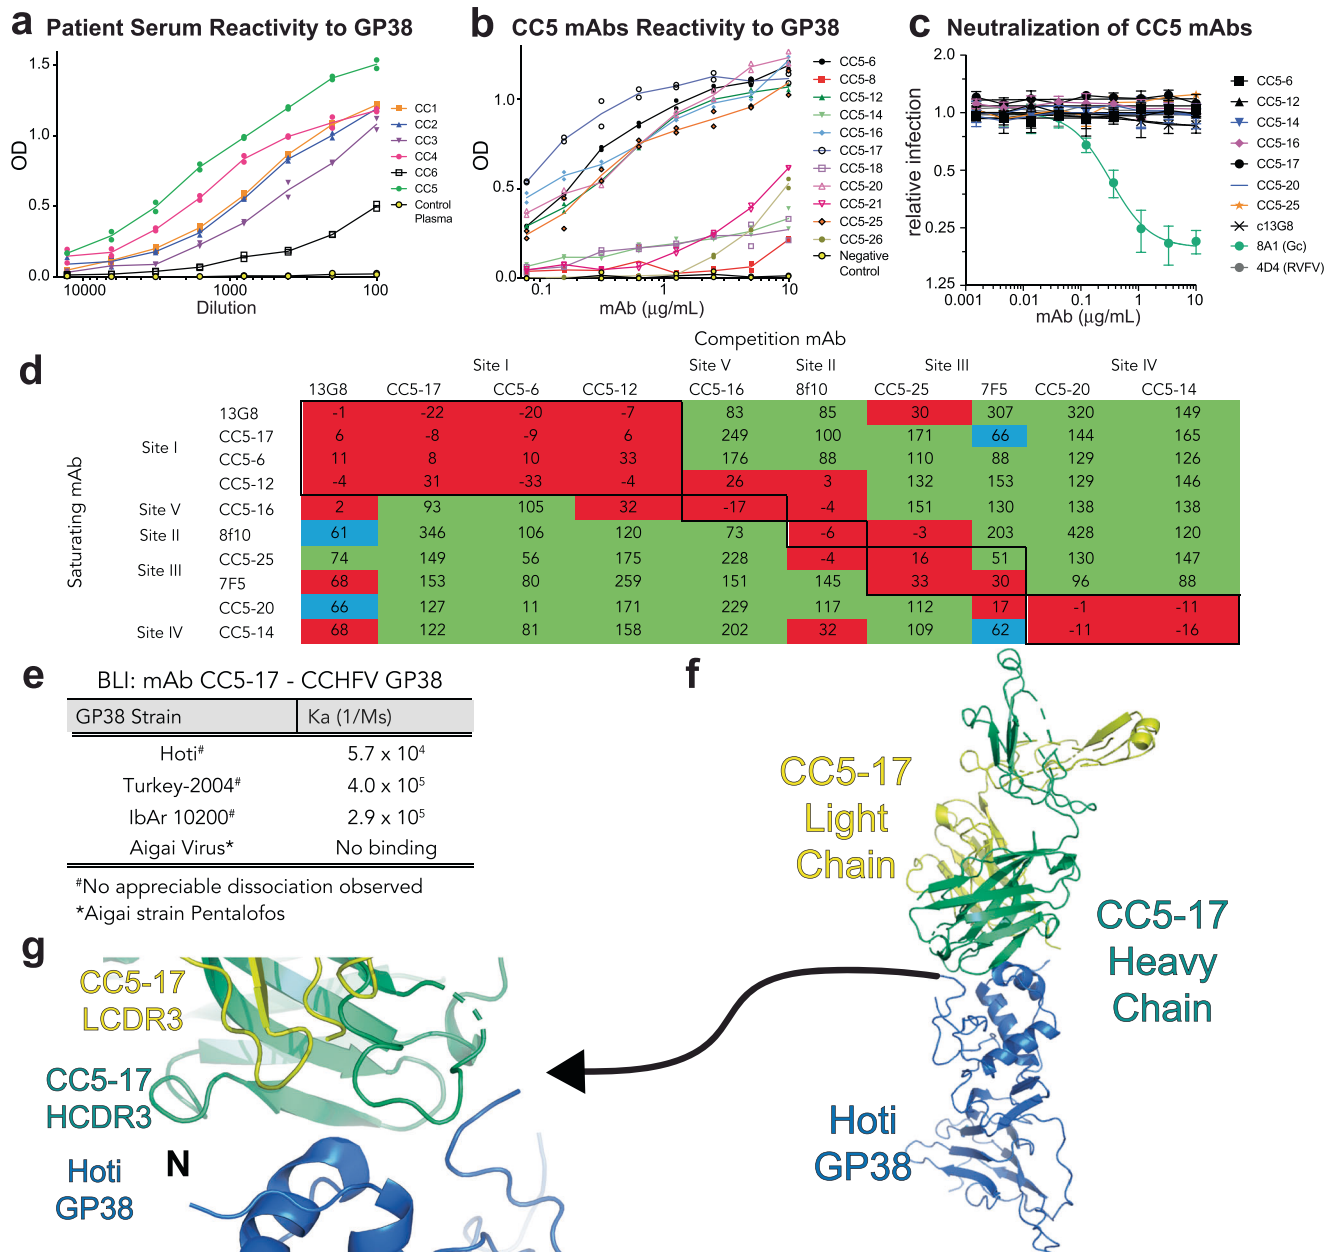 a Patient Serum Reactivity to GP38
OD
1.5
1.0
0.5
0.0
10000 1000 100
Dilution
CC1
CC2
CC3
CC4
CC6
CC5
Control
Plasma
b CC5 mAbs Reactivity to GP38
OD
1.0
0.5
0.0
0.1 1 10
mAb (µg/mL)
CC5-6
CC5-8
CC5-12
CC5-14
CC5-16
CC5-17
CC5-18
CC5-20
CC5-21
CC5-25
CC5-26
Negative
Control
c Neutralization of CC5 mAbs
relative infection
2.0
1.0
0.5
0.25
1.25
0.001 0.01 0.1 1 10
mAb (µg/mL)
CC5-6
CC5-12
CC5-14
CC5-16
CC5-17
CC5-20
CC5-25
c13G8
8A1 (Gc)
4D4 (RVFV)
d
Competition mAb
Site I Site V Site II Site III Site IV
13G8 CC5-17 CC5-6 CC5-12 CC5-16 8f10 CC5-25 7F5 CC5-20 CC5-14
Saturating mAb
13G8 -1 -22 -20 -7 83 85 30 307 320 149
Site I
CC5-17 6 -8 -9 6 249 100 171 66 144 165
CC5-6 11 8 10 33 176 88 110 88 129 126
CC5-12 -4 31 -33 -4 26 3 132 153 129 146
Site V CC5-16 2 93 105 32 -17 -4 151 130 138 138
Site II 8f10 61 346 106 120 73 -6 -3 203 428 120
Site III
CC5-25 74 149 56 175 228 -4 16 51 130 147
7F5 68 153 80 259 151 145 33 30 96 88
CC5-20 66 127 11 171 229 117 112 17 -1 -11
Site IV CC5-14 68 122 81 158 202 32 109 62 -11 -16
e
BLI: mAb CC5-17 - CCHFV GP38
GP38 Strain Ka (1/Ms)
Hoti# 5.7 x 10⁴
Turkey-2004# 4.0 x 10⁵
IbAr 10200# 2.9 x 10⁵
Aigai Virus* No binding
#No appreciable dissociation observed
*Aigai strain Pentalofos
f
CC5-17
Light
Chain
CC5-17
Heavy
Chain
Hoti
GP38
g
CC5-17
LCDR3
CC5-17
HCDR3
N
Hoti
GP38